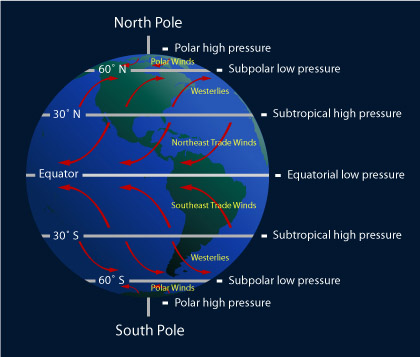 North Pole
Polar high pressure
Polar Winds
60° N
Subpolar low pressure
Westerlies
30° N
Subtropical high pressure
Northeast Trade Winds
Equator
Equatorial low pressure
Southeast Trade Winds
30° S
Subtropical high pressure
Westerlies
60° S
Subpolar low pressure
Polar Winds
Polar high pressure
South Pole